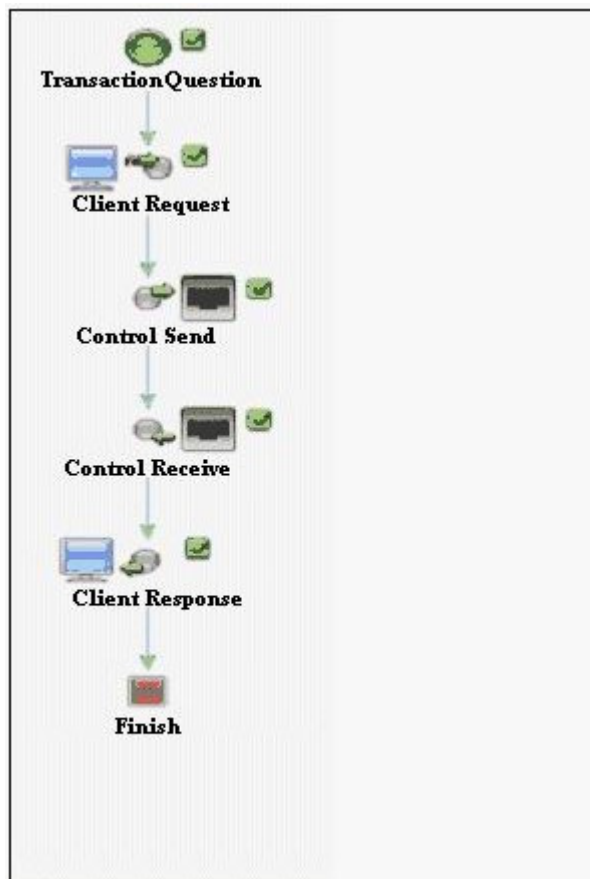 TransactionQuestion
Client Request
Control Send
Control Receive
Client Response
Finish